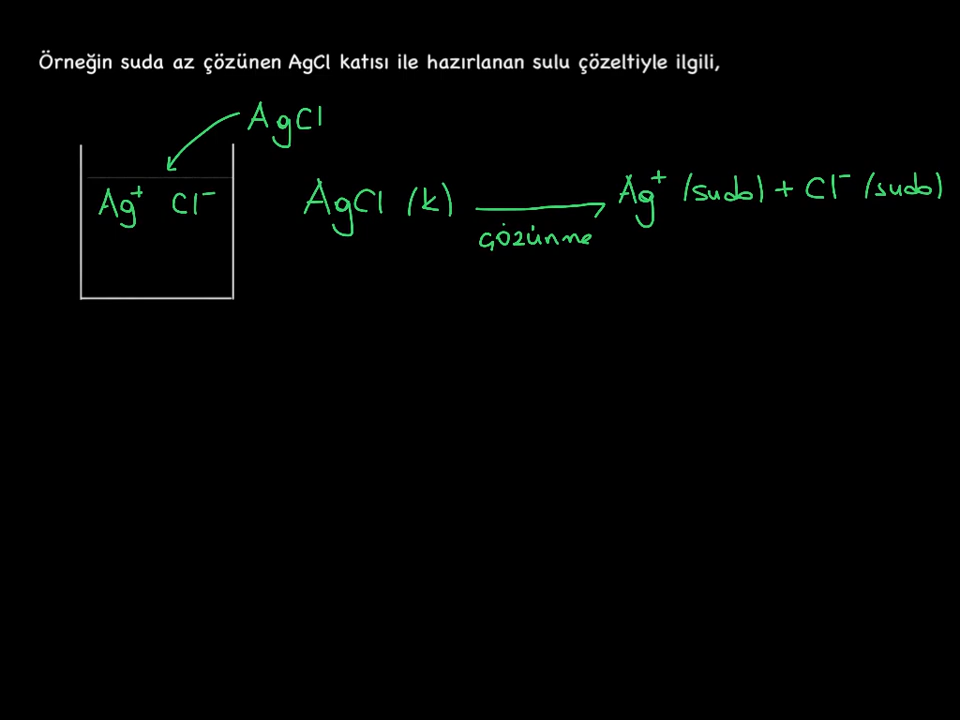 Örneğin suda az çözünen AgCl katısı ile hazırlanan sulu çözeltiyle ilgili,
AgCl
Ag⁺ Cl⁻
AgCl (k) → Ag⁺ (suda) + Cl⁻ (suda)
çözünme